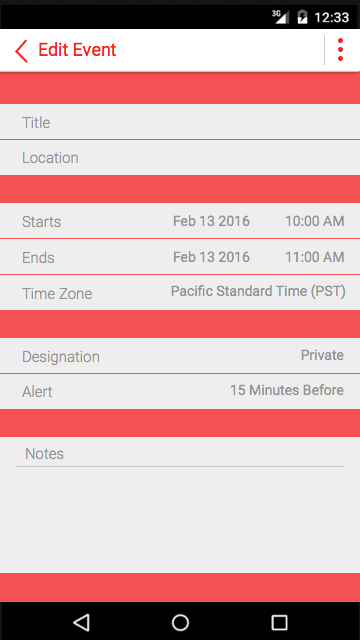 3G 12:33
Edit Event
Title
Location
Starts Feb 13 2016 10:00 AM
Ends Feb 13 2016 11:00 AM
Time Zone Pacific Standard Time (PST)
Designation Private
Alert 15 Minutes Before
Notes